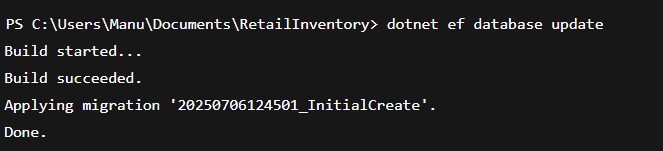 PS C:\Users\Manu\Documents\RetailInventory> dotnet ef database update
Build started...
Build succeeded.
Applying migration '20250706124501_InitialCreate'.
Done.